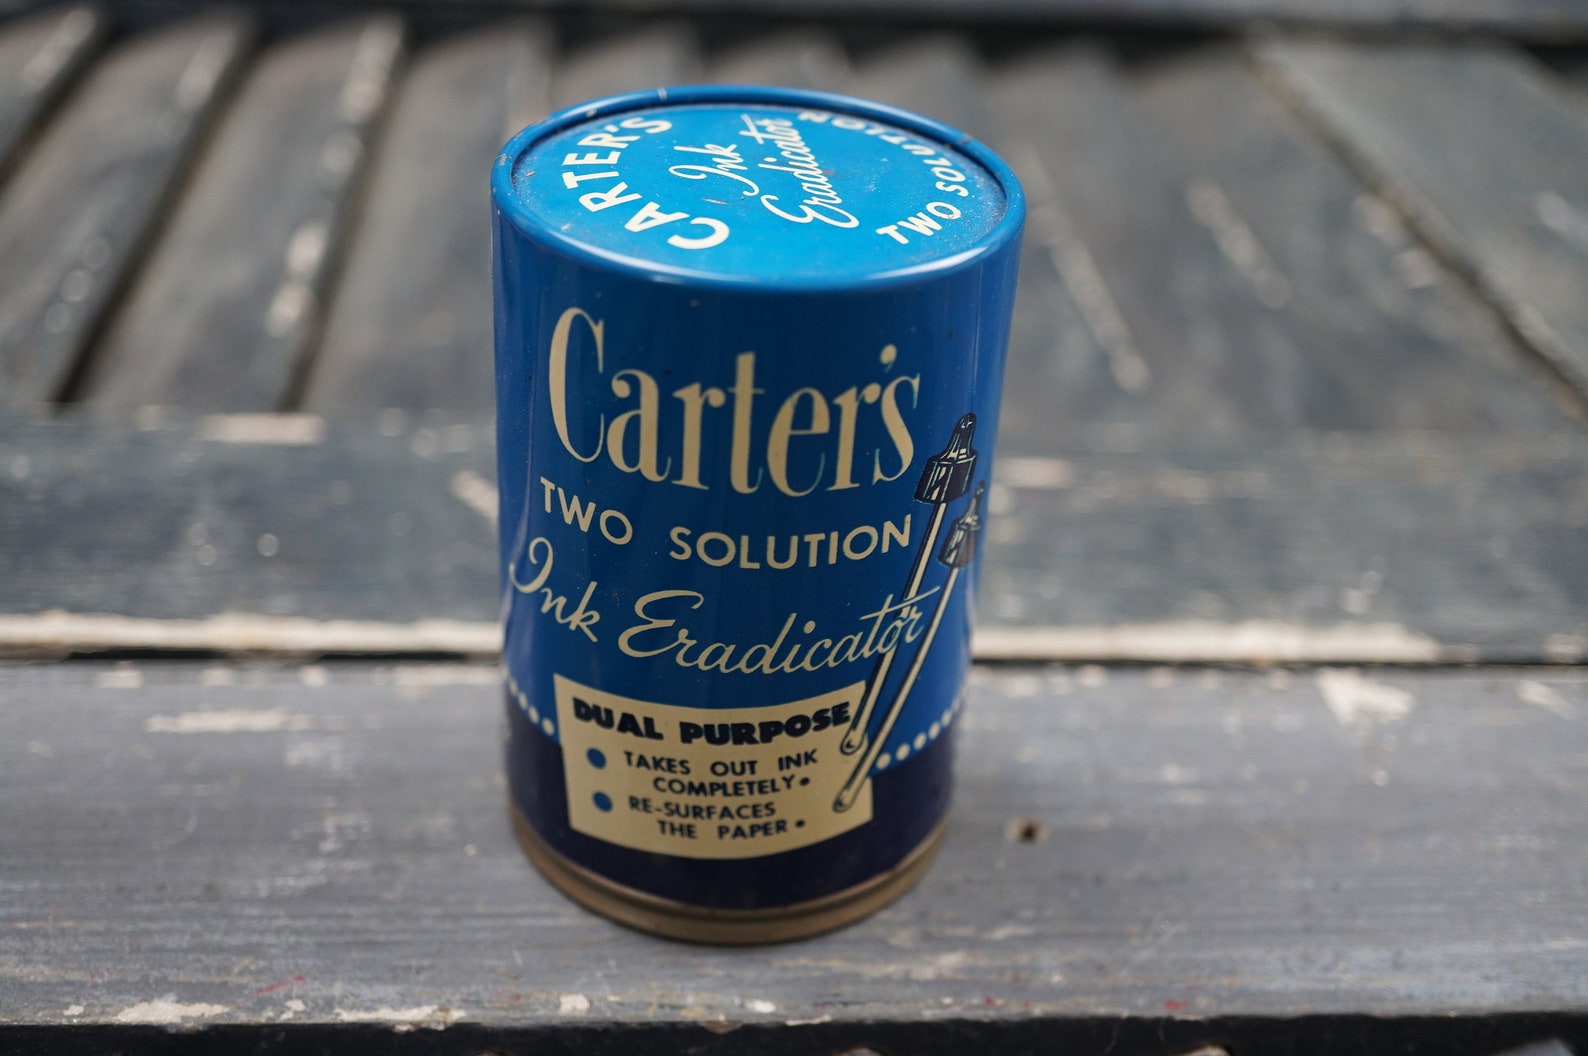 CARTER'S
Ink
Eradicator
TWO SOLUTION
Carter's
TWO SOLUTION
Ink Eradicator
DUAL PURPOSE
TAKES OUT INK
COMPLETELY•
RE-SURFACES
THE PAPER•